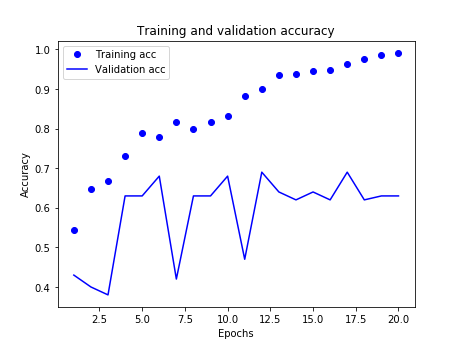 Training and validation accuracy
Training acc
Validation acc
1.0
0.9
0.8
0.7
0.6
0.5
0.4
Accuracy
2.5 5.0 7.5 10.0 12.5 15.0 17.5 20.0
Epochs